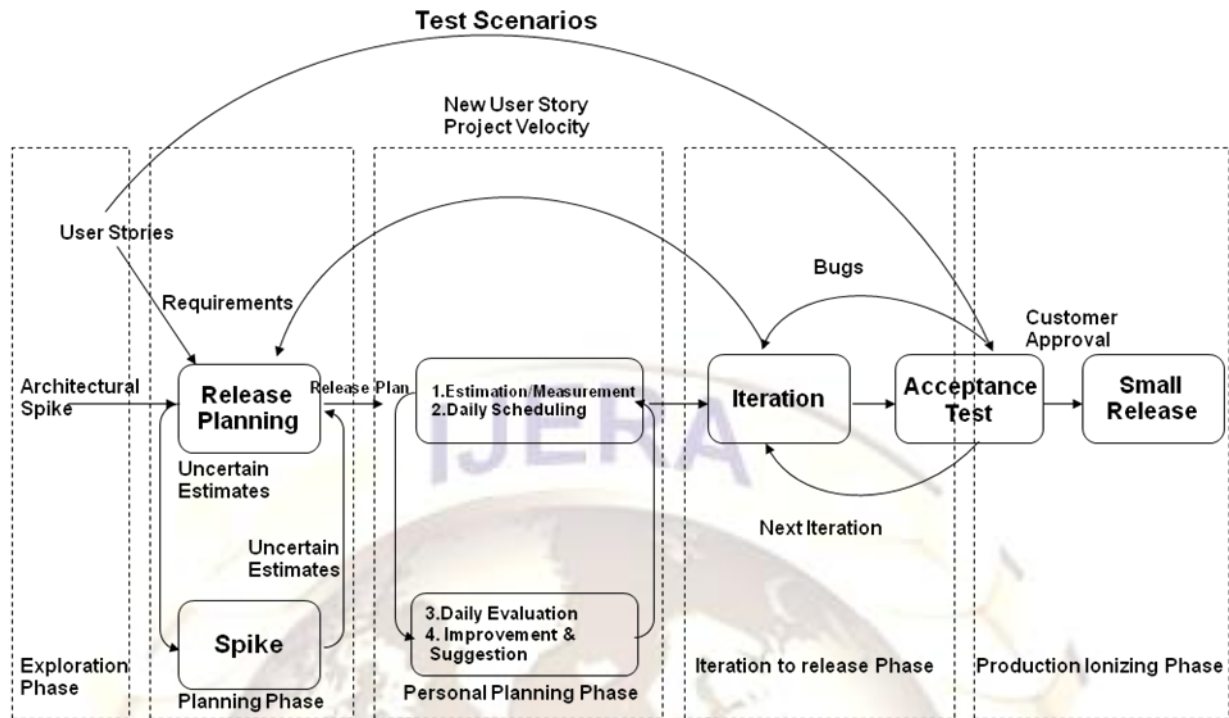 Test Scenarios
New User Story
Project Velocity
User Stories
Requirements
Bugs
Customer
Approval
Architectural
Spike
Release
Planning
Release Plan
1.Estimation/Measurement
2.Daily Scheduling
Iteration
Acceptance
Test
Small
Release
Uncertain
Estimates
IJERA
Next Iteration
Uncertain
Estimates
Spike
3.Daily Evaluation
4. Improvement &
Suggestion
Exploration
Phase
Planning Phase
Personal Planning Phase
Iteration to release Phase
Production Ionizing Phase